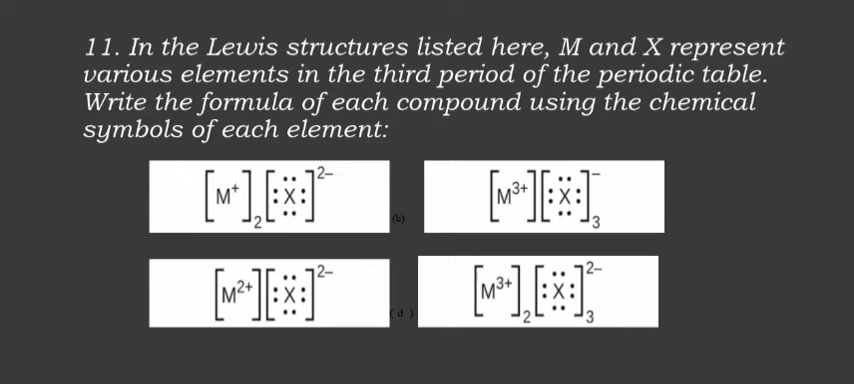 11. In the Lewis structures listed here, M and X represent
various elements in the third period of the periodic table.
Write the formula of each compound using the chemical
symbols of each element:
[M⁺]₂[:X:]²⁻
(b)
[M³⁺][:X:]₃⁻
[M²⁺][:X:]²⁻
( d )
[M³⁺]₂[:X:]₃²⁻